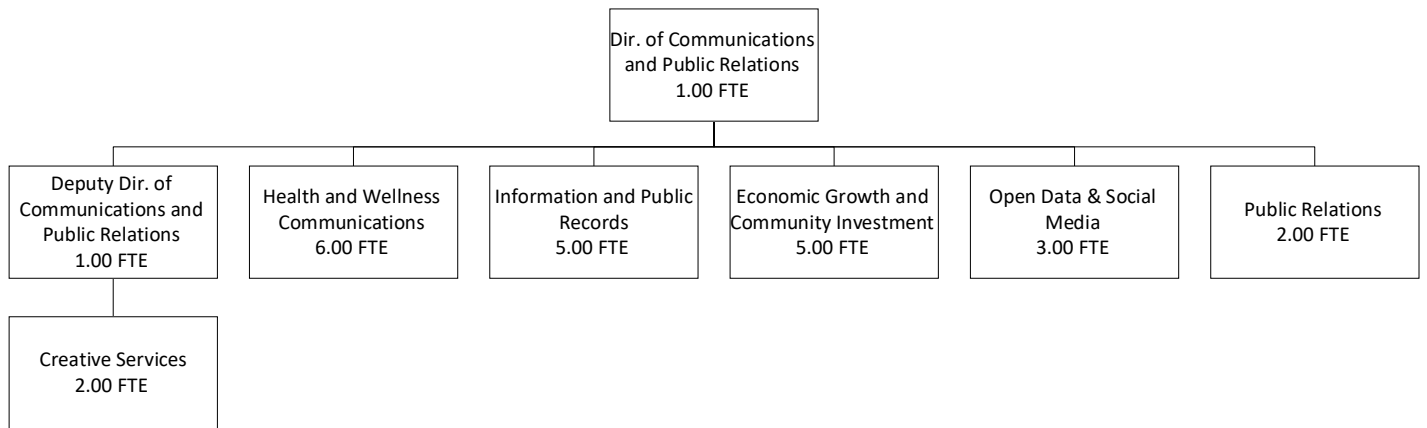 Dir. of Communications
and Public Relations
1.00 FTE
Deputy Dir. of
Communications and
Public Relations
1.00 FTE
Health and Wellness
Communications
6.00 FTE
Information and Public
Records
5.00 FTE
Economic Growth and
Community Investment
5.00 FTE
Open Data & Social
Media
3.00 FTE
Public Relations
2.00 FTE
Creative Services
2.00 FTE